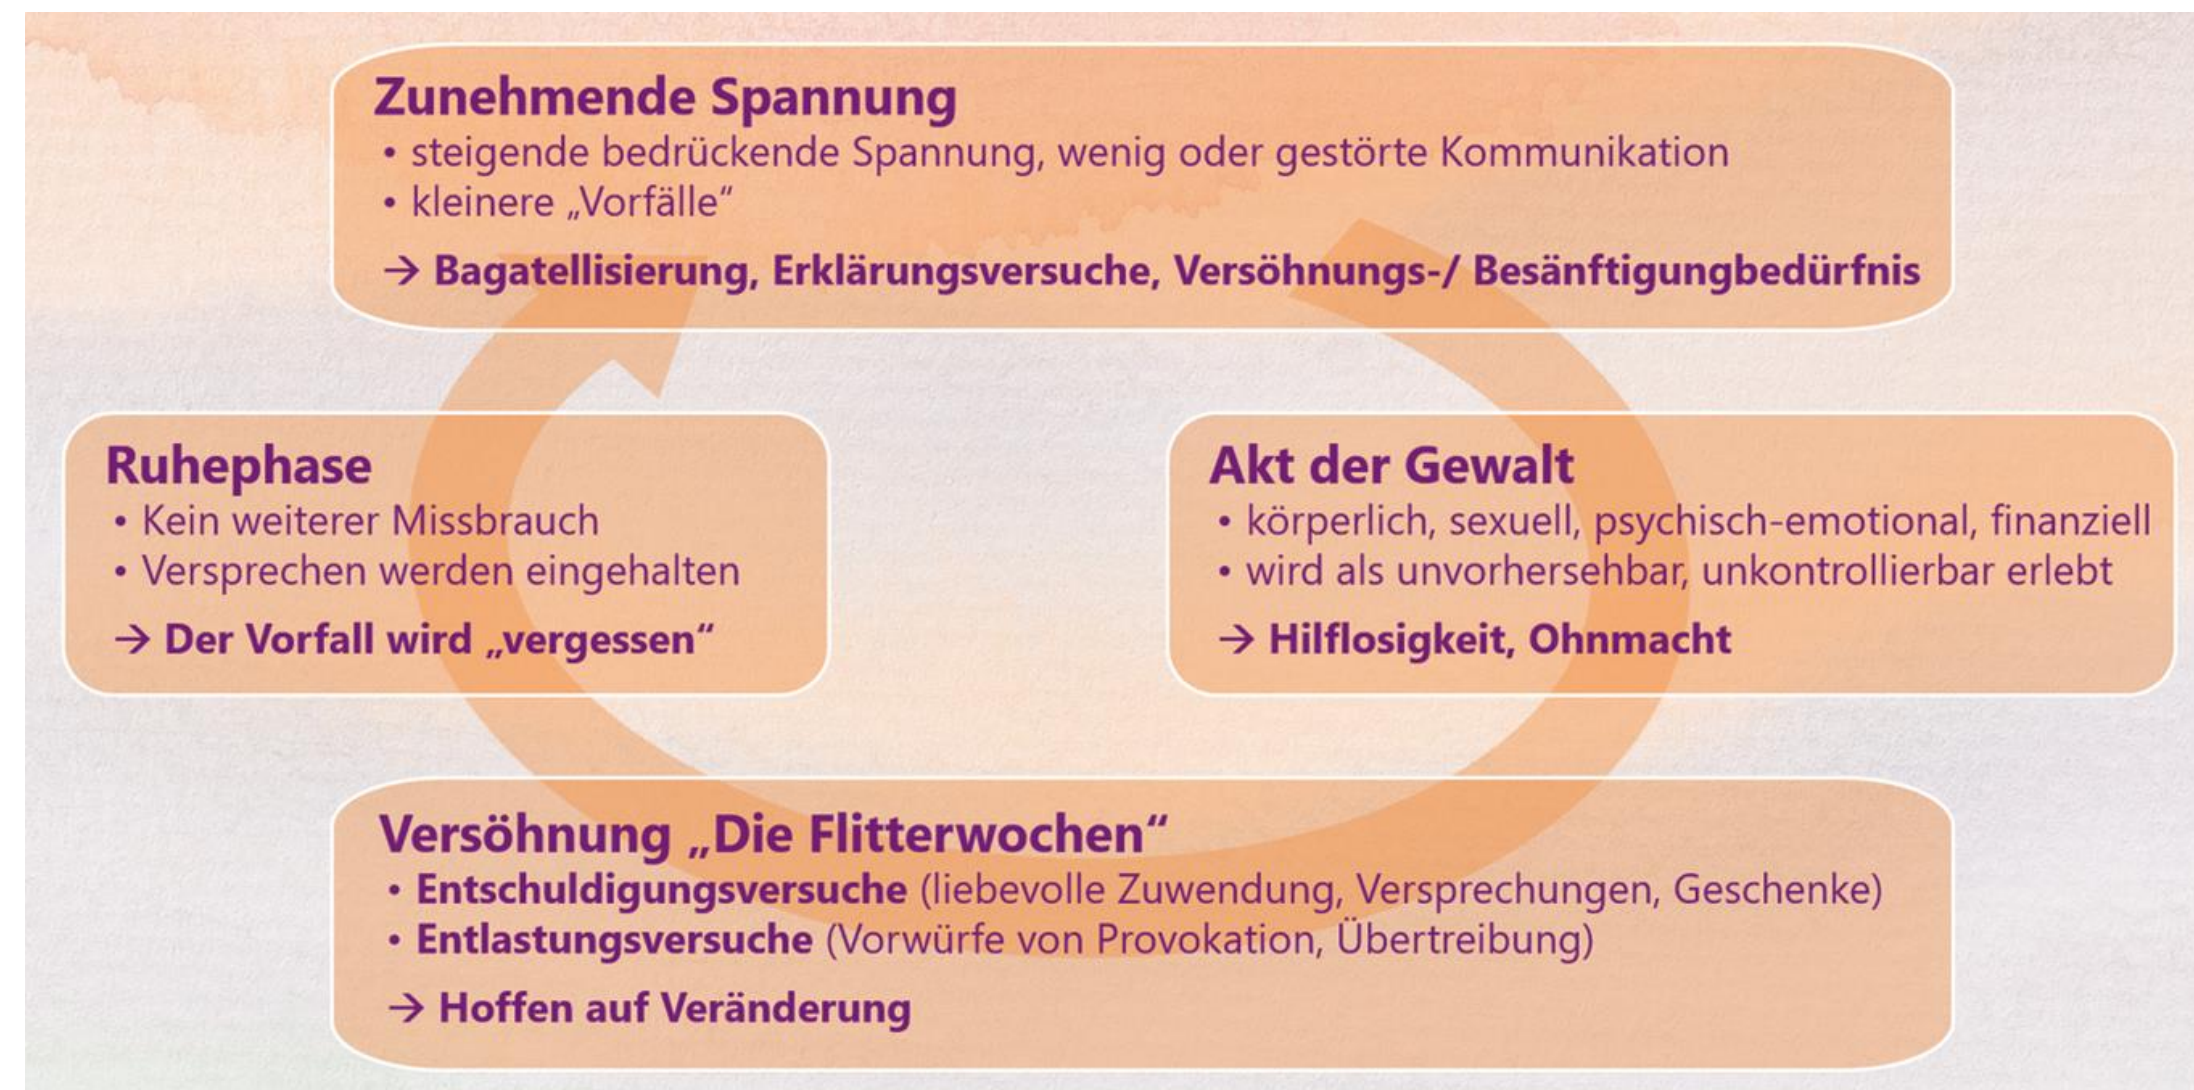 Zunehmende Spannung
• steigende bedrückende Spannung, wenig oder gestörte Kommunikation
• kleinere „Vorfälle“
→ Bagatellisierung, Erklärungsversuche, Versöhnungs-/ Besänftigungbedürfnis
Ruhephase
• Kein weiterer Missbrauch
• Versprechen werden eingehalten
→ Der Vorfall wird „vergessen“
Akt der Gewalt
• körperlich, sexuell, psychisch-emotional, finanziell
• wird als unvorhersehbar, unkontrollierbar erlebt
→ Hilflosigkeit, Ohnmacht
Versöhnung „Die Flitterwochen“
• Entschuldigungsversuche (liebevolle Zuwendung, Versprechungen, Geschenke)
• Entlastungsversuche (Vorwürfe von Provokation, Übertreibung)
→ Hoffen auf Veränderung